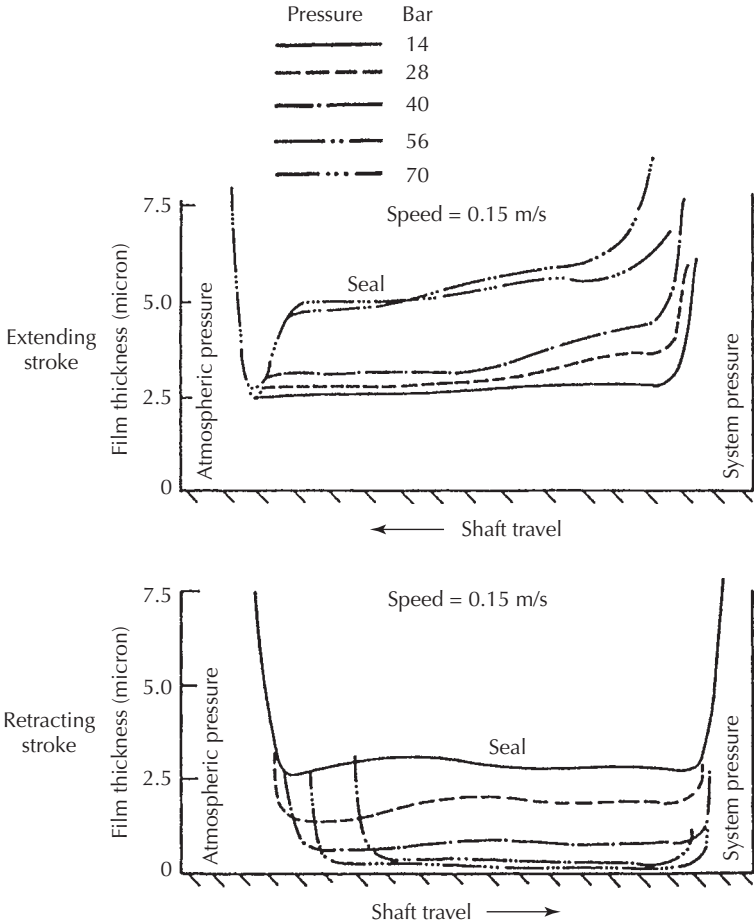 Pressure Bar
14
28
40
56
70
7.5
Speed = 0.15 m/s
Seal
5.0
2.5
0
Film thickness (micron)
Extending
stroke
Atmospheric pressure
System pressure
Shaft travel
7.5
Speed = 0.15 m/s
5.0
Seal
2.5
0
Film thickness (micron)
Retracting
stroke
Atmospheric pressure
System pressure
Shaft travel